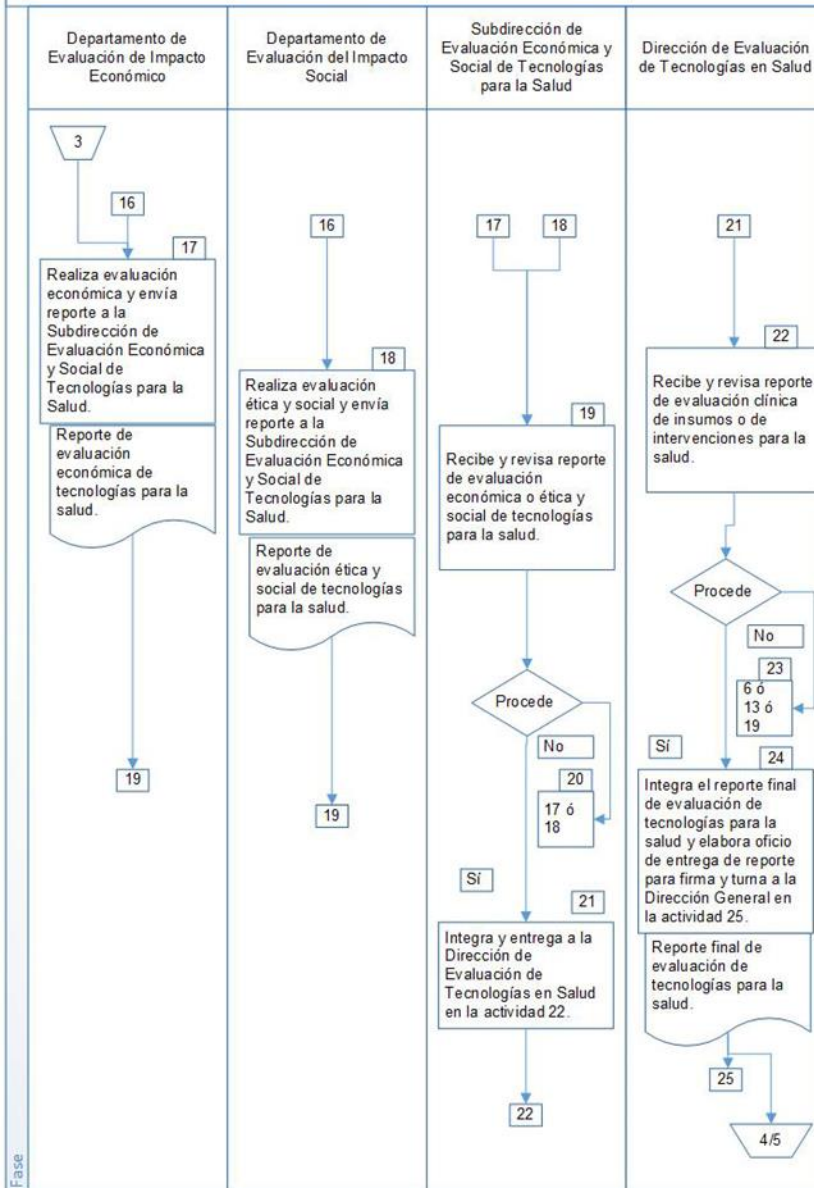 Departamento de
Evaluación de Impacto
Económico
Departamento de
Evaluación del Impacto
Social
Subdirección de
Evaluación Económica y
Social de Tecnologías
para la Salud
Dirección de Evaluación
de Tecnologías en Salud
3
16
17
Realiza evaluación
económica y envía
reporte a la
Subdirección de
Evaluación Económica
y Social de
Tecnologías para la
Salud.
Reporte de
evaluación
económica de
tecnologías para la
salud.
19
16
18
Realiza evaluación
ética y social y envía
reporte a la
Subdirección de
Evaluación Económica
y Social de
Tecnologías para la
Salud.
Reporte de
evaluación ética y
social de tecnologías
para la salud.
19
17
18
19
Recibe y revisa reporte
de evaluación
económica o ética y
social de tecnologías
para la salud.
Procede
No
20
17 ó
18
Sí
21
Integra y entrega a la
Dirección de
Evaluación de
Tecnologías en Salud
en la actividad 22.
22
21
22
Recibe y revisa reporte
de evaluación clínica
de insumos o de
intervenciones para la
salud.
Procede
No
23
6 ó
13 ó
19
Sí
24
Integra el reporte final
de evaluación de
tecnologías para la
salud y elabora oficio
de entrega de reporte
para firma y turna a la
Dirección General en
la actividad 25.
Reporte final de
evaluación de
tecnologías para la
salud.
25
4/5
Fase